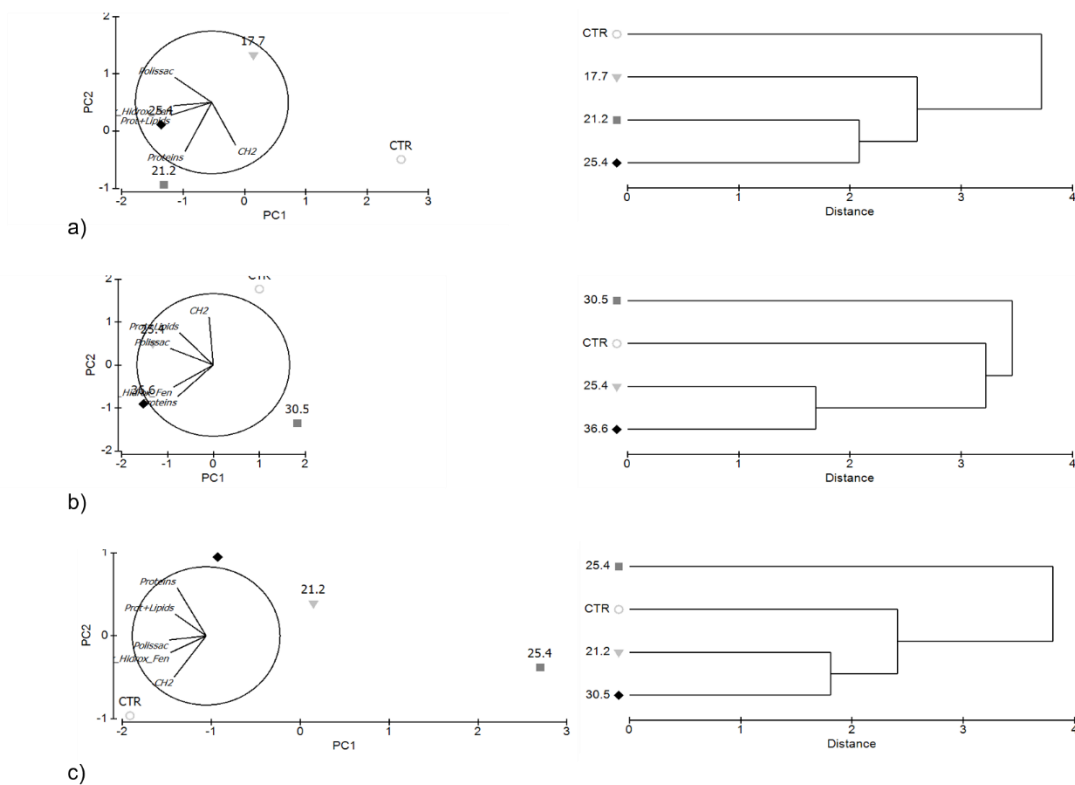 2
17.7
Polissac
1
PC2
25.4
_Hidrox_Fen
Prot+Lipids
0
CTR
CH2
Proteins
21.2
-1
-2 -1 0 1 2 3
PC1
CTR
17.7
21.2
25.4
0 1 2 3 4
Distance
a)
CTR
2
CH2
1
Prot+Lipids
25.4
Polissac
PC2
0
36.6
_Hidrox_Fen
Proteins
-1
30.5
-2
-2 -1 0 1 2
PC1
30.5
CTR
25.4
36.6
0 1 2 3 4
Distance
b)
1
Proteins
21.2
Prot+Lipids
PC2
0
Polissac
_Hidrox_Fen
25.4
CH2
CTR
-1
-2 -1 0 1 2 3
PC1
25.4
CTR
21.2
30.5
0 1 2 3 4
Distance
c)